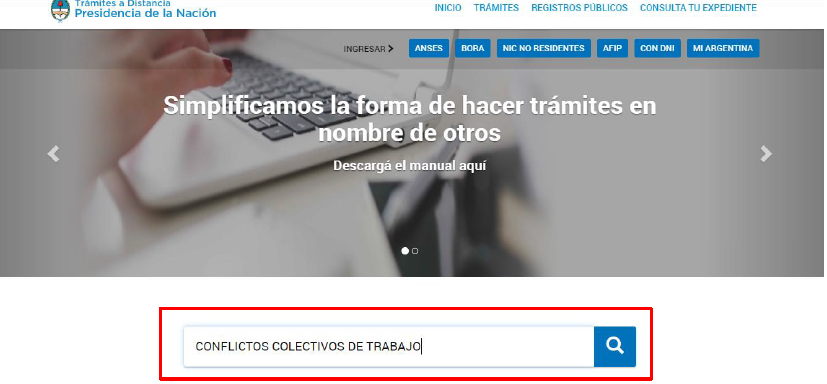 Trámites a Distancia
Presidencia de la Nación
INICIO TRÁMITES REGISTROS PÚBLICOS CONSULTA TU EXPEDIENTE
INGRESAR ANSES BORA NIC NO RESIDENTES AFIP CON DNI MI ARGENTINA
Simplificamos la forma de hacer trámites en
nombre de otros
Descargá el manual aquí
CONFLICTOS COLECTIVOS DE TRABAJO